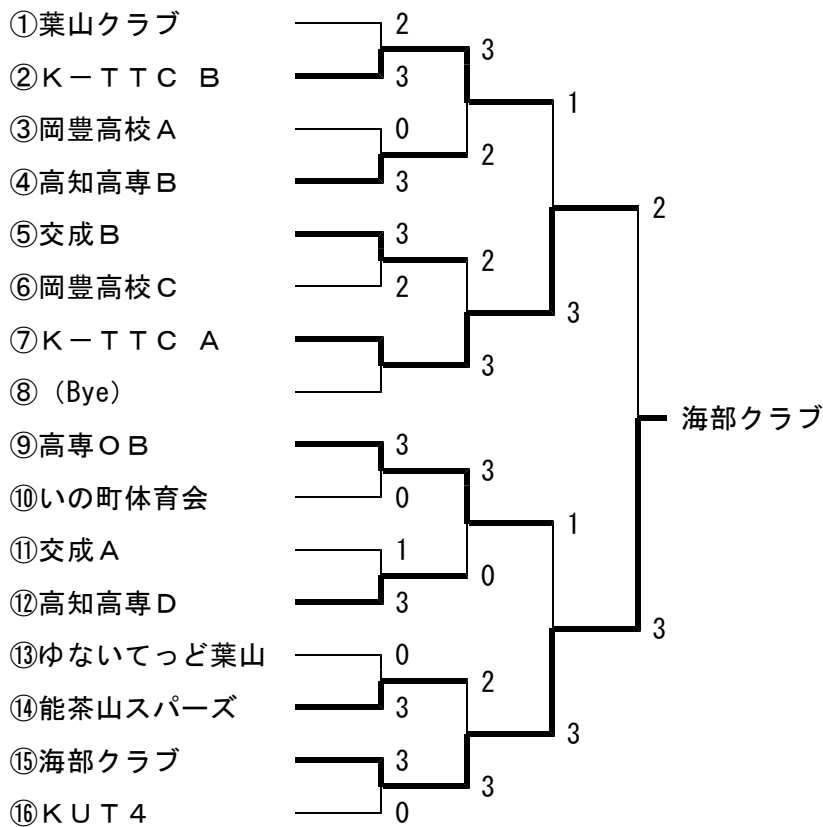 ①葉山クラブ 2
3
②K－TTC B 3
1
③岡豊高校A 0
2
④高知高専B 3
2
⑤交成B 3
2
⑥岡豊高校C 2
3
⑦K－TTC A
3
⑧（Bye）
海部クラブ
⑨高専OB 3
3
⑩いの町体育会 0
1
⑪交成A 1
0
⑫高知高専D 3
3
⑬ゆないてっど葉山 0
2
⑭能茶山スパーズ 3
3
⑮海部クラブ 3
3
⑯KUT4 0